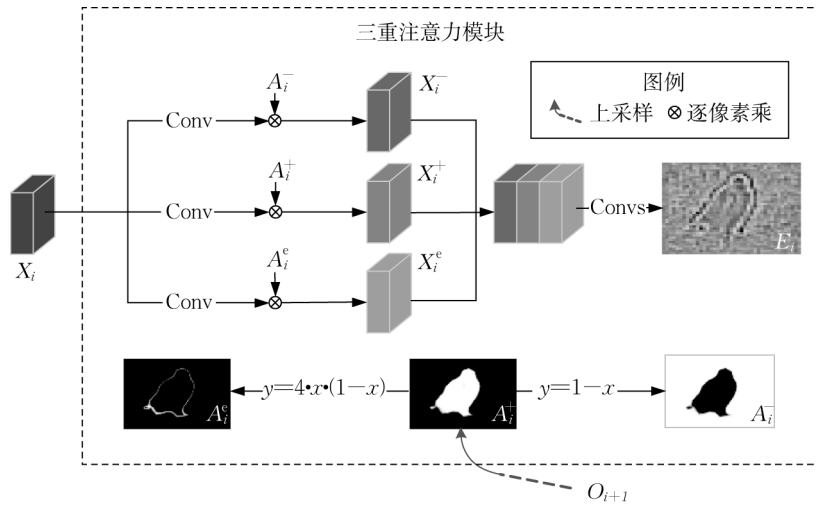 三重注意力模块
图例
上采样 ⊗ 逐像素乘
A_i^-
X_i^-
Conv
A_i^+
X_i^+
Conv
Convs
E_i
X_i
A_i^e
X_i^e
Conv
y=4•x•(1−x)
y=1−x
A_i^e
A_i^+
A_i^-
O_{i+1}